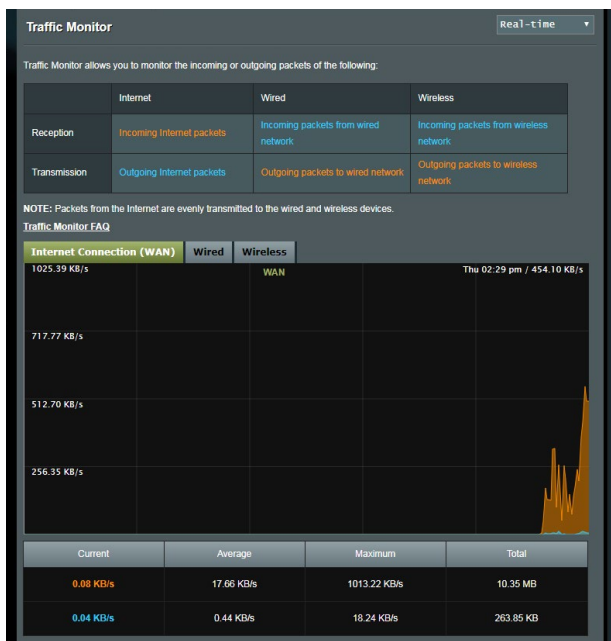 Traffic Monitor
Real-time
Traffic Monitor allows you to monitor the incoming or outgoing packets of the following:
Internet Wired Wireless
Reception Incoming Internet packets Incoming packets from wired network Incoming packets from wireless network
Transmission Outgoing Internet packets Outgoing packets to wired network Outgoing packets to wireless network
NOTE: Packets from the Internet are evenly transmitted to the wired and wireless devices.
Traffic Monitor FAQ
Internet Connection (WAN) Wired Wireless
1025.39 KB/s WAN Thu 02:29 pm / 454.10 KB/s
717.77 KB/s
512.70 KB/s
256.35 KB/s
Current Average Maximum Total
0.08 KB/s 17.66 KB/s 1013.22 KB/s 10.35 MB
0.04 KB/s 0.44 KB/s 18.24 KB/s 263.85 KB